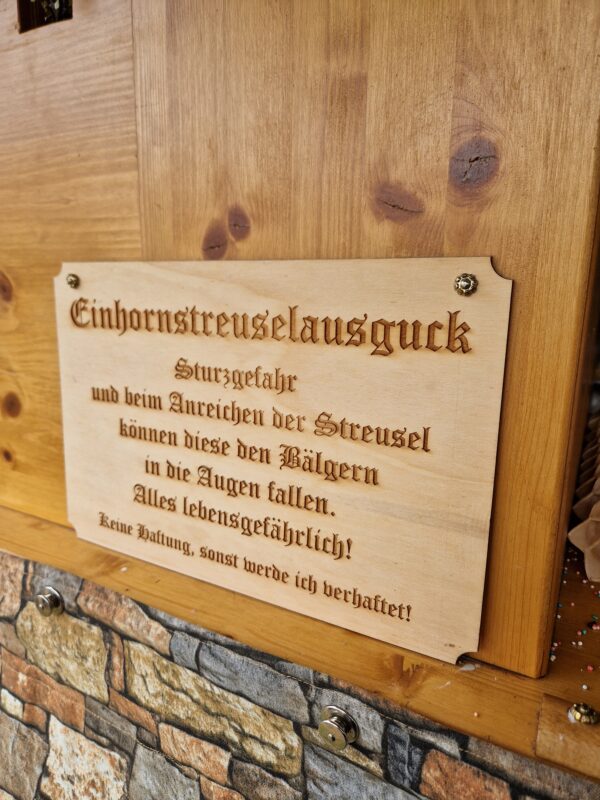 Einhornstreuselausguck
Sturzgefahr
und beim Anreichen der Streusel
können diese den Bälgern
in die Augen fallen.
Alles lebensgefährlich!
Keine Haftung, sonst werde ich verhaftet!